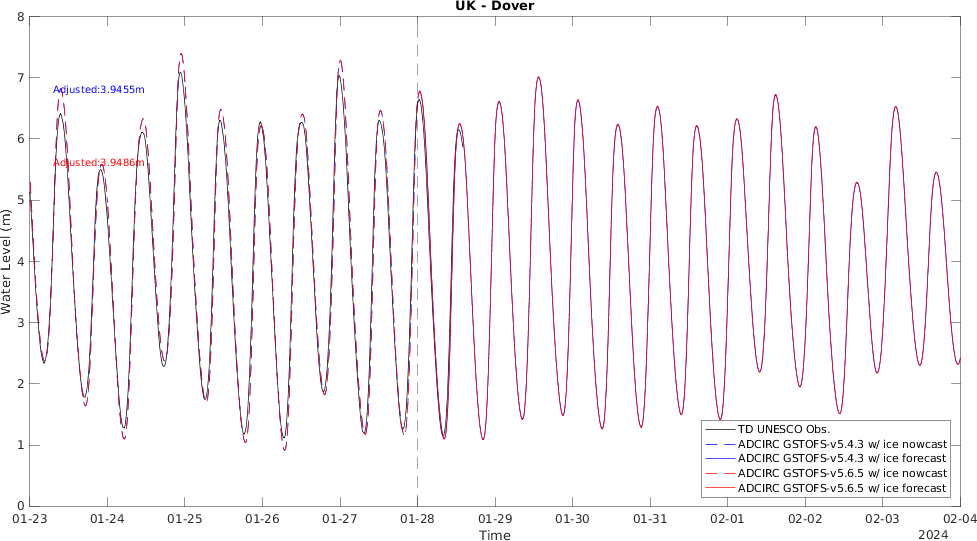 UK - Dover
8
7
6
5
4
3
2
1
0
Water Level (m)
Adjusted:3.9455m
Adjusted:3.9486m
TD UNESCO Obs.
ADCIRC GSTOFS-v5.4.3 w/ ice nowcast
ADCIRC GSTOFS-v5.4.3 w/ ice forecast
ADCIRC GSTOFS-v5.6.5 w/ ice nowcast
ADCIRC GSTOFS-v5.6.5 w/ ice forecast
01-23 01-24 01-25 01-26 01-27 01-28 01-29 01-30 01-31 02-01 02-02 02-03 02-04
Time
2024